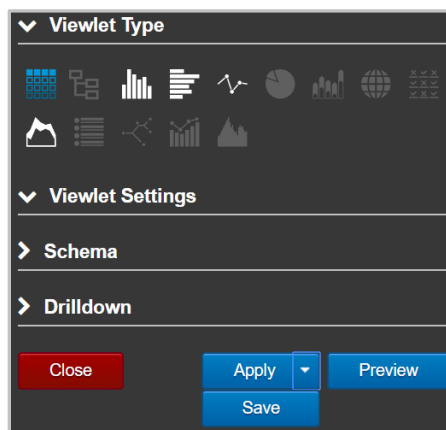 Viewlet Type
Viewlet Settings
Schema
Drilldown
Close Apply Preview
Save